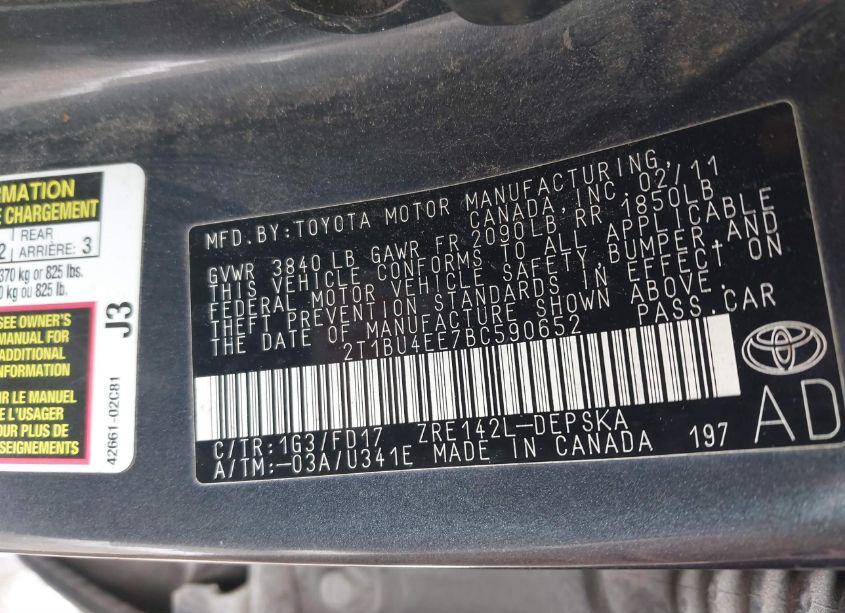 RMATION
E CHARGEMENT
2 | REAR
ARRIÈRE: 3
370 kg or 825 lbs.
0 kg ou 825 lb.
SEE OWNER'S
MANUAL FOR
ADDITIONAL
INFORMATION
UR LE MANUEL
E L'USAGER
OUR PLUS DE
NSEIGNEMENTS
J3
42661-02C81
MFD.BY:TOYOTA MOTOR MANUFACTURING,
CANADA,INC.02/11
GVWR 3840 LB GAWR FR 2090LB RR 1850LB
THIS VEHICLE CONFORMS TO ALL APPLICABLE
FEDERAL MOTOR VEHICLE SAFETY,BUMPER,AND
THEFT PREVENTION STANDARDS IN EFFECT ON
THE DATE OF MANUFACTURE SHOWN ABOVE.
2T1BU4EE7BC590652 PASS.CAR
C/TR:1G3/FD17 ZRE142L-DEPSKA
A/TM:-03A/U341E MADE IN CANADA 197
AD